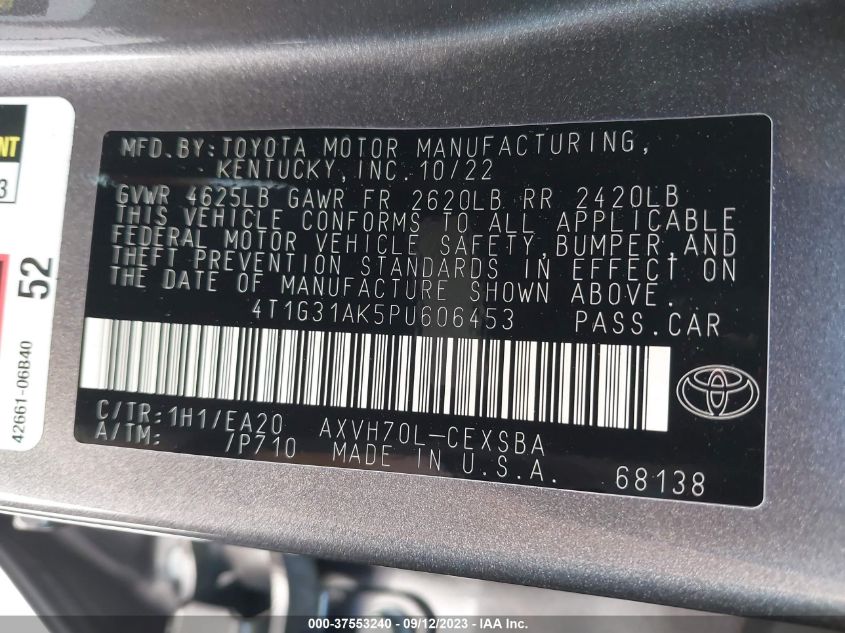 MFD.BY:TOYOTA MOTOR MANUFACTURING,
KENTUCKY,INC. 10/22
GVWR 4625LB GAWR FR 2620LB RR 2420LB
THIS VEHICLE CONFORMS TO ALL APPLICABLE
FEDERAL MOTOR VEHICLE SAFETY,BUMPER,AND
THEFT PREVENTION STANDARDS IN EFFECT ON
THE DATE OF MANUFACTURE SHOWN ABOVE.
4T1G31AK5PU606453 PASS.CAR
C/TR:1H1/EA20 AXVH70L-CEXSBA
A/TM: /P710 MADE IN U.S.A.
68138
52
42661-06B40
000-37553240 - 09/12/2023 - IAAI.COM